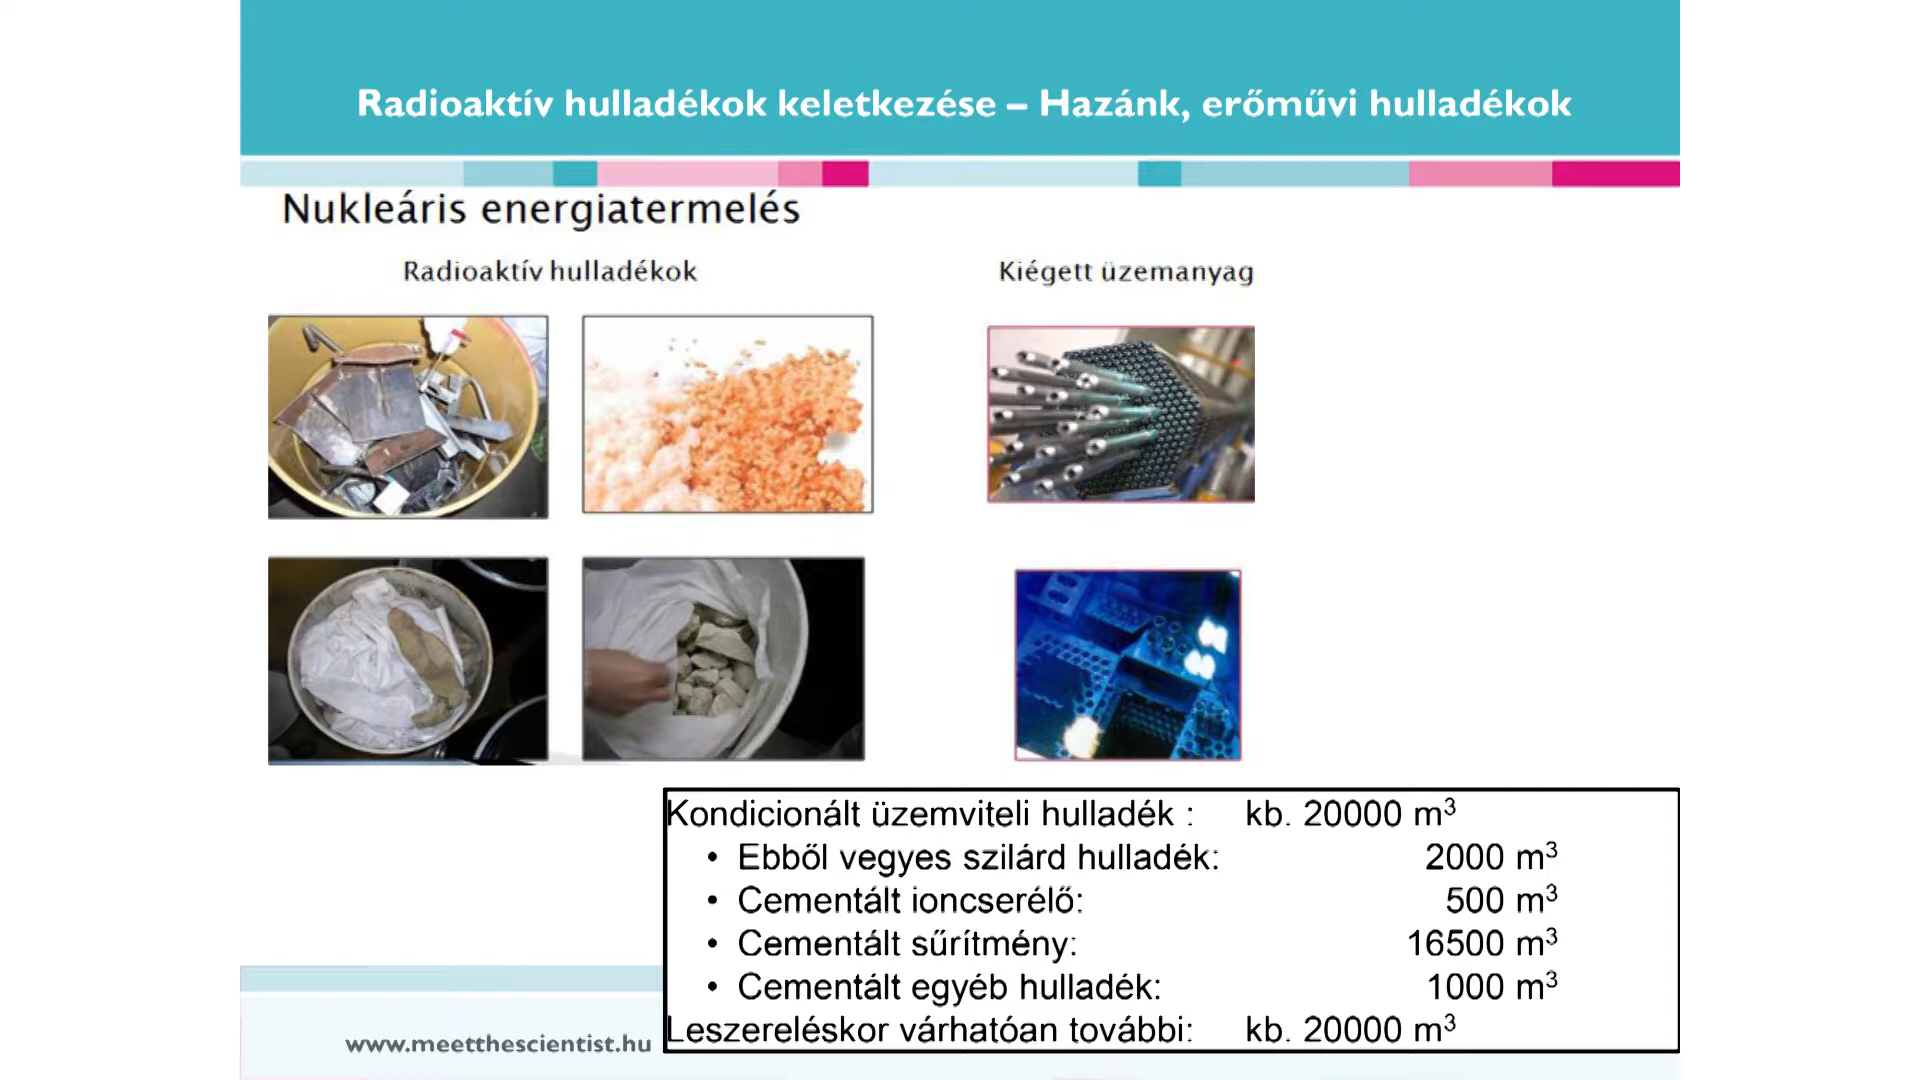 Radioaktív hulladékok keletkezése – Hazánk, erőművi hulladékok
Nukleáris energiatermelés
Radioaktív hulladékok
Kiégett üzemanyag
Kondicionált üzemviteli hulladék : kb. 20000 m³
• Ebből vegyes szilárd hulladék: 2000 m³
• Cementált ioncserélő: 500 m³
• Cementált sűrítmény: 16500 m³
• Cementált egyéb hulladék: 1000 m³
Leszereléskor várhatóan további: kb. 20000 m³
www.meetthescientist.hu